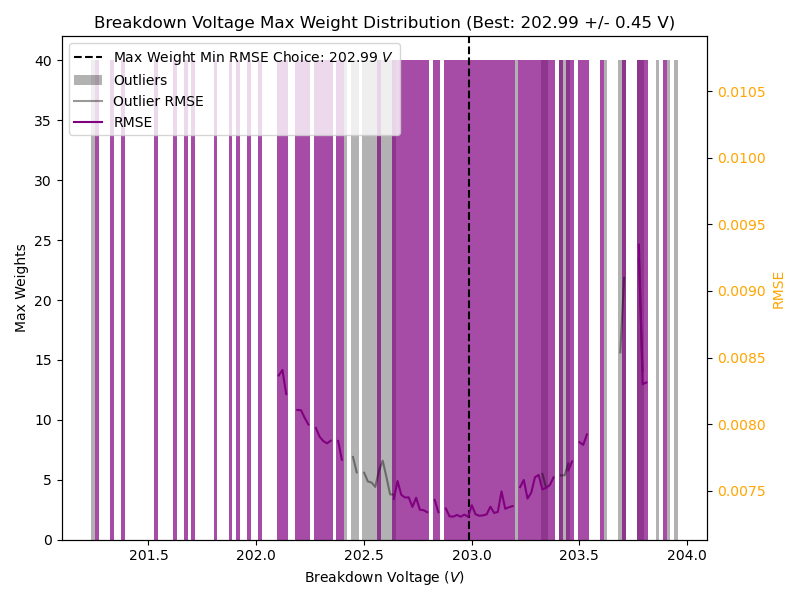 Breakdown Voltage Max Weight Distribution (Best: 202.99 +/- 0.45 V)
Max Weight Min RMSE Choice: 202.99 V
Outliers
Outlier RMSE
RMSE
Max Weights
40
35
30
25
20
15
10
5
0
0.0105
0.0100
0.0095
0.0090
0.0085
0.0080
0.0075
RMSE
201.5 202.0 202.5 203.0 203.5 204.0
Breakdown Voltage (V)